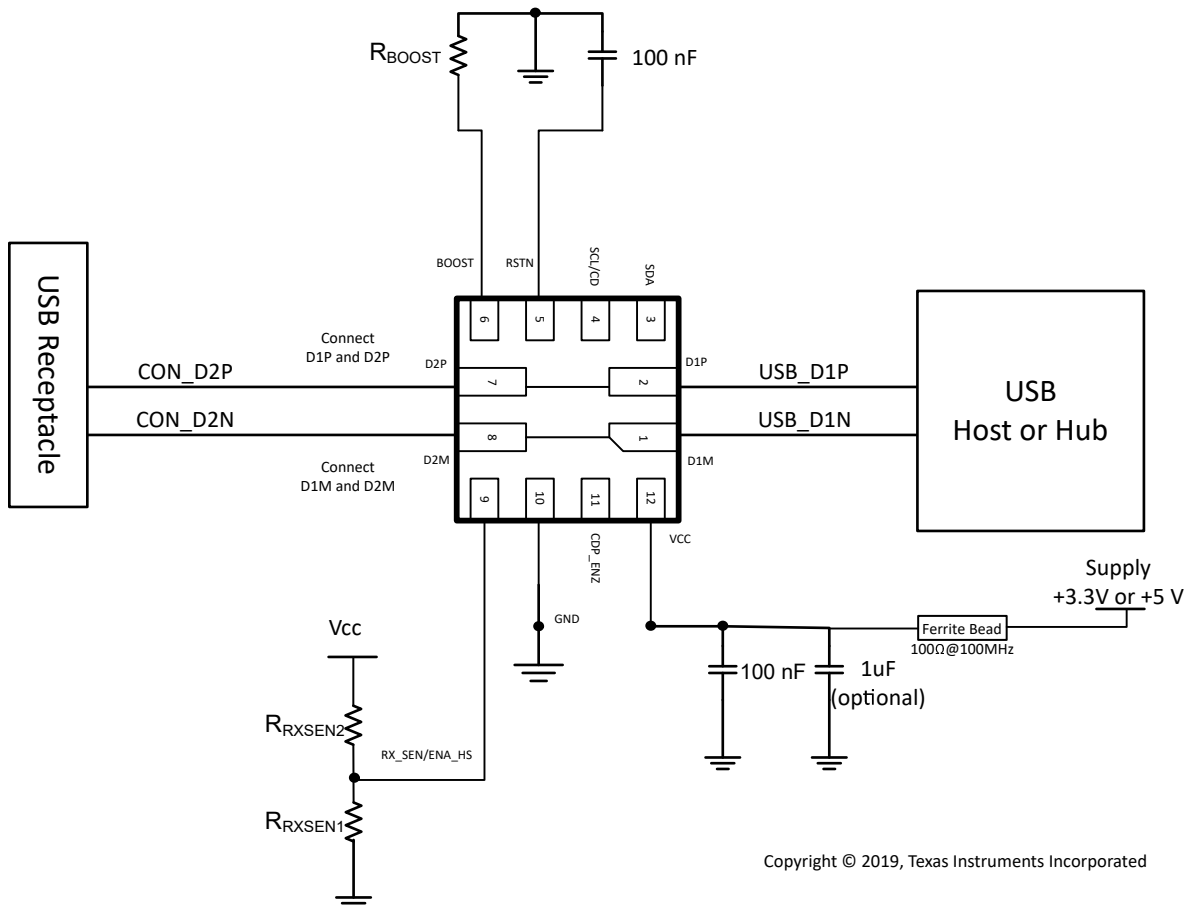 R_BOOST
100 nF
BOOST
RSTN
SCL/CD
SDA
USB Receptacle
Connect
D1P and D2P
6
5
4
3
D2P
D1P
CON_D2P
7
2
USB_D1P
USB
Host or Hub
CON_D2N
8
1
USB_D1N
D2M
D1M
Connect
D1M and D2M
9
10
11
12
CDP_ENZ
VCC
GND
Supply
+3.3V or +5 V
Ferrite Bead
100Ω@100MHz
Vcc
100 nF
1uF
(optional)
R_RXSEN2
RX_SEN/ENA_HS
R_RXSEN1
Copyright © 2019, Texas Instruments Incorporated